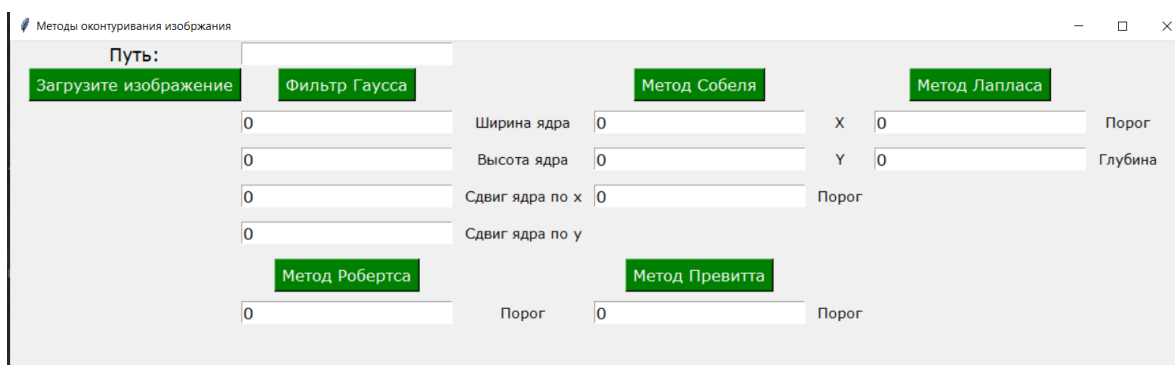 Методы оконтуривания изобржания
Путь:
Загрузите изображение Фильтр Гаусса Метод Собеля Метод Лапласа
0 Ширина ядра 0 X 0 Порог
0 Высота ядра 0 Y 0 Глубина
0 Сдвиг ядра по x 0 Порог
0 Сдвиг ядра по y
Метод Робертса Метод Превитта
0 Порог 0 Порог